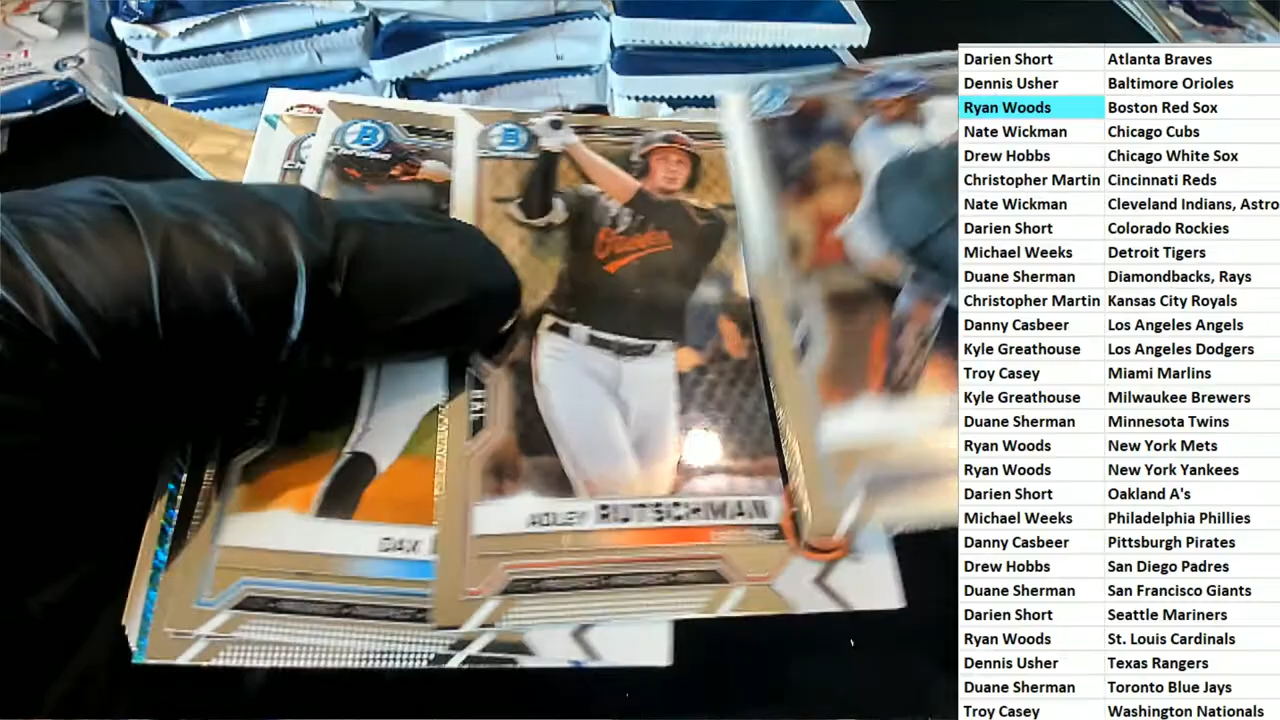 Darien Short Atlanta Braves
Dennis Usher Baltimore Orioles
Ryan Woods Boston Red Sox
Nate Wickman Chicago Cubs
Drew Hobbs Chicago White Sox
Christopher Martin Cincinnati Reds
Nate Wickman Cleveland Indians, Astro
Darien Short Colorado Rockies
Michael Weeks Detroit Tigers
Duane Sherman Diamondbacks, Rays
Christopher Martin Kansas City Royals
Danny Casbeer Los Angeles Angels
Kyle Greathouse Los Angeles Dodgers
Troy Casey Miami Marlins
Kyle Greathouse Milwaukee Brewers
Duane Sherman Minnesota Twins
Ryan Woods New York Mets
Ryan Woods New York Yankees
Darien Short Oakland A's
Michael Weeks Philadelphia Phillies
Danny Casbeer Pittsburgh Pirates
Drew Hobbs San Diego Padres
Duane Sherman San Francisco Giants
Darien Short Seattle Mariners
Ryan Woods St. Louis Cardinals
Dennis Usher Texas Rangers
Duane Sherman Toronto Blue Jays
Troy Casey Washington Nationals
B
B
Orioles
ADLEY RUTSCHMAN
DAX